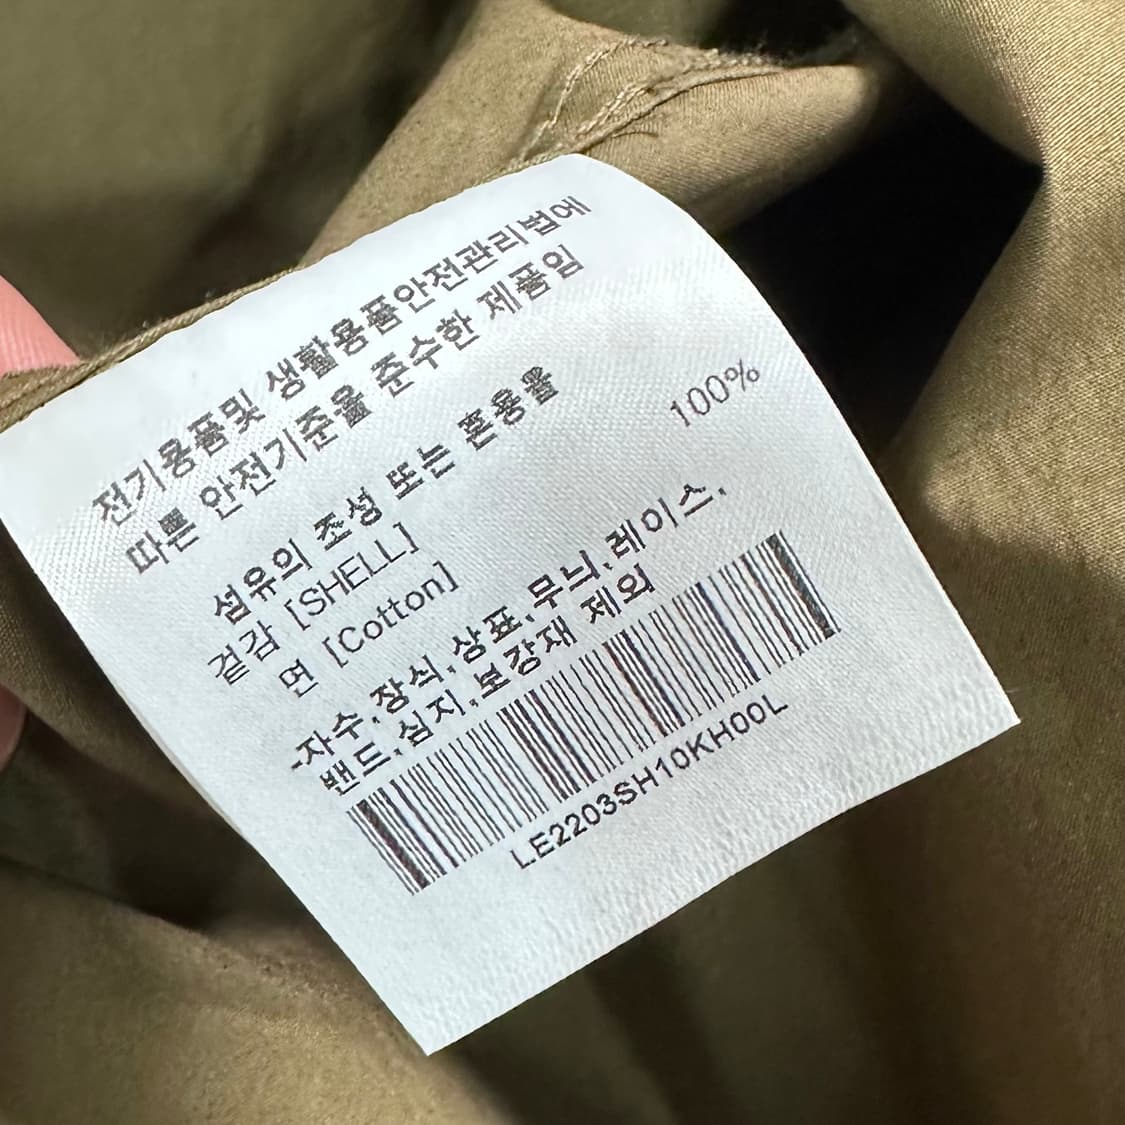 전기용품및 생활용품안전관리법에
따른 안전기준을 준수한 제품임
섬유의 조성 또는 혼용율
겉감 [SHELL]
면 [Cotton] 100%
-자수,장식,상표,무늬,레이스,
밴드,심지,보강재 제외
LE2203SH10KH00L